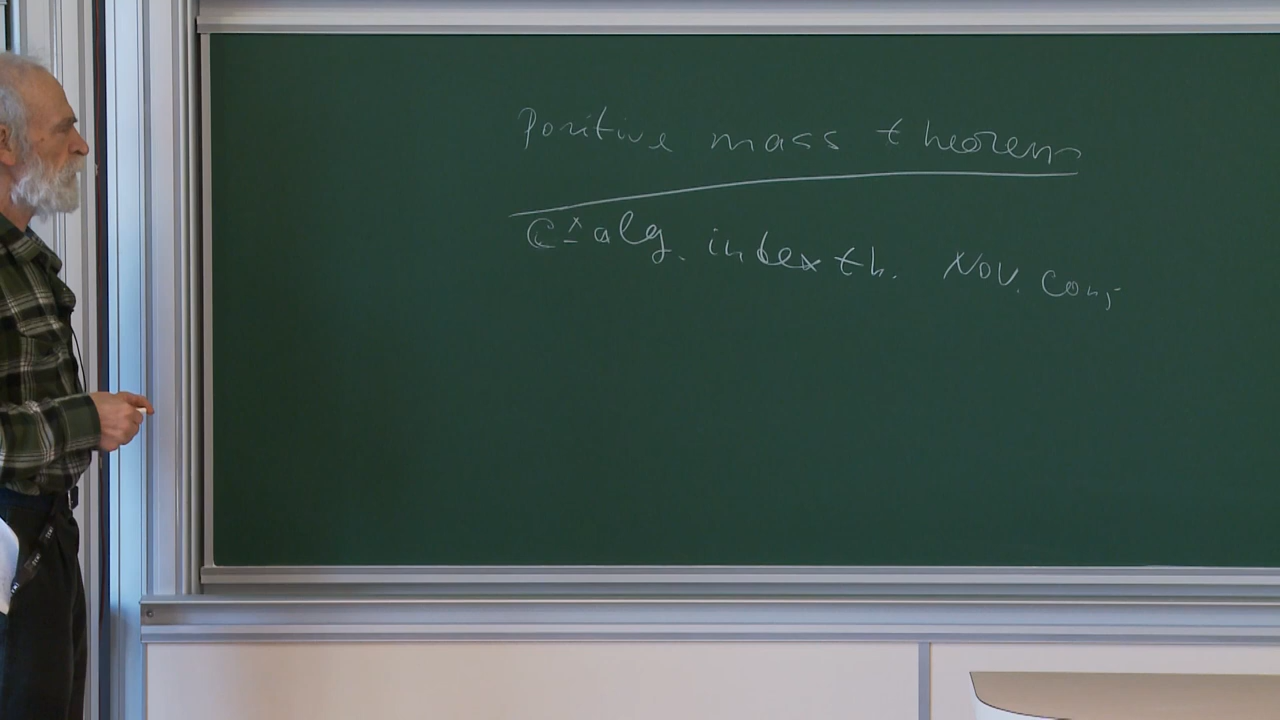 Positive mass theorem
C*-alg. index th. Nov. Conj